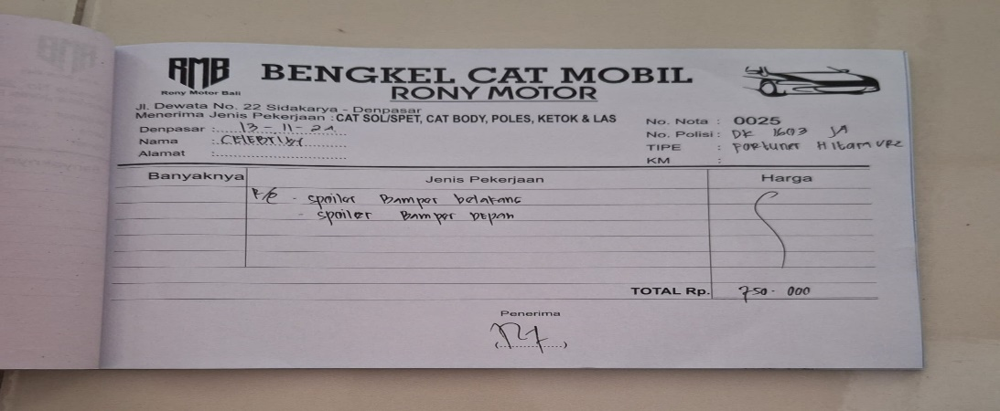 RMB
Rony Motor Bali
BENGKEL CAT MOBIL
RONY MOTOR
Jl. Dewata No. 22 Sidakarya - Denpasar
Menerima Jenis Pekerjaan : CAT SOL/SPET, CAT BODY, POLES, KETOK & LAS
Denpasar : 13-11-21
Nama :
Alamat :
No. Nota : 0025
No. Polisi : DK 1603 JA
TIPE : Fortuner Hitam VRZ
KM :
Banyaknya Jenis Pekerjaan Harga
- spoiler Bamper belakang
- spoiler Bamper Depan
TOTAL Rp. 750-000
Penerima
(..............)